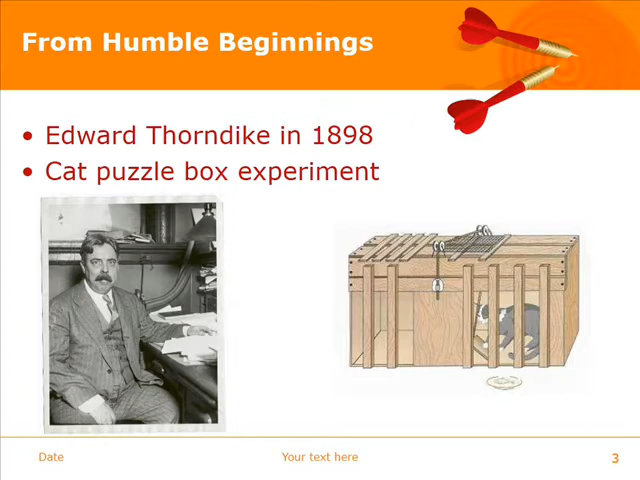 From Humble Beginnings
• Edward Thorndike in 1898
• Cat puzzle box experiment
Date
Your text here
3